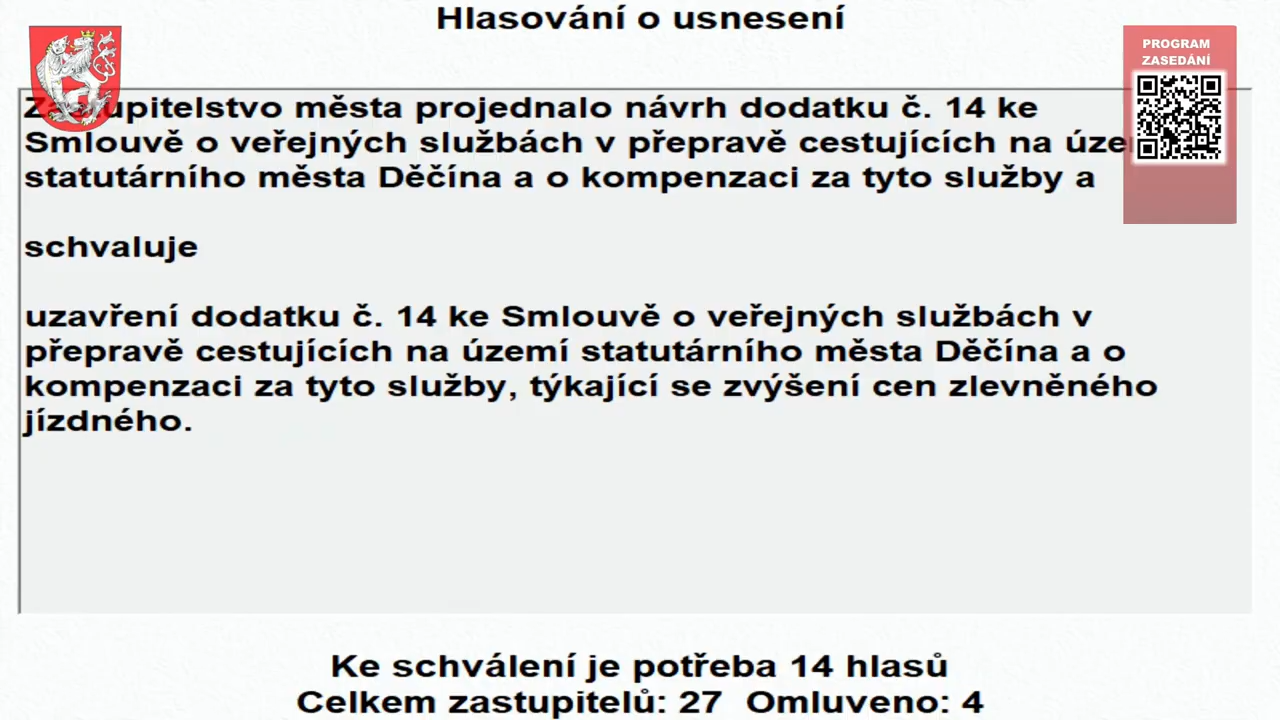 Hlasování o usnesení
PROGRAM
ZASEDÁNÍ
projednalo návrh dodatku č. 14 ke
Smlouvě o veřejných službách v přepravě cestujících na
statutárního města Děčína a o kompenzaci za tyto služby a
schvaluje
uzavření dodatku č. 14 ke Smlouvě o veřejných službách v
přepravě cestujících na území statutárního města Děčína a o
kompenzaci za tyto služby, týkající se zvýšení cen zlevněného
jízdného.
Ke schválení je potřeba 14 hlasů
Celkem zastupitelů: 27 Omluveno: 4